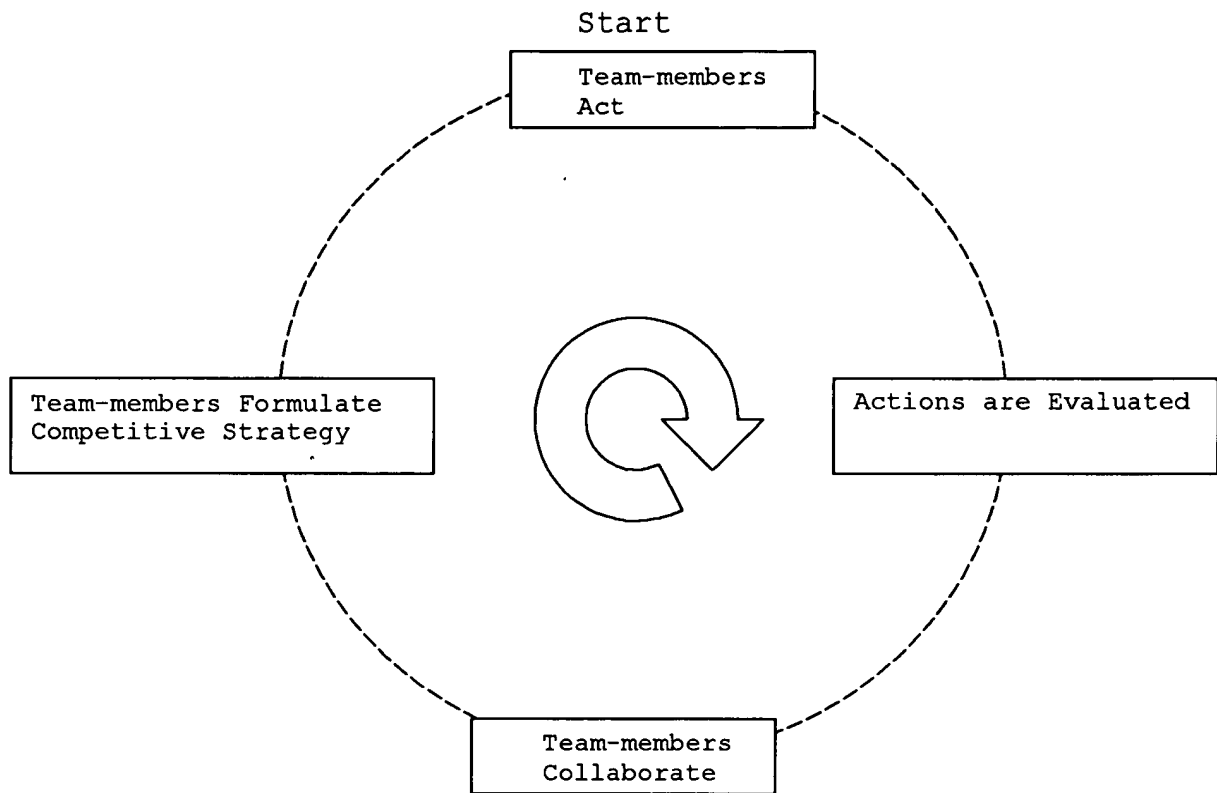 Start
Team-members
Act
Team-members Formulate
Competitive Strategy
Actions are Evaluated
Team-members
Collaborate